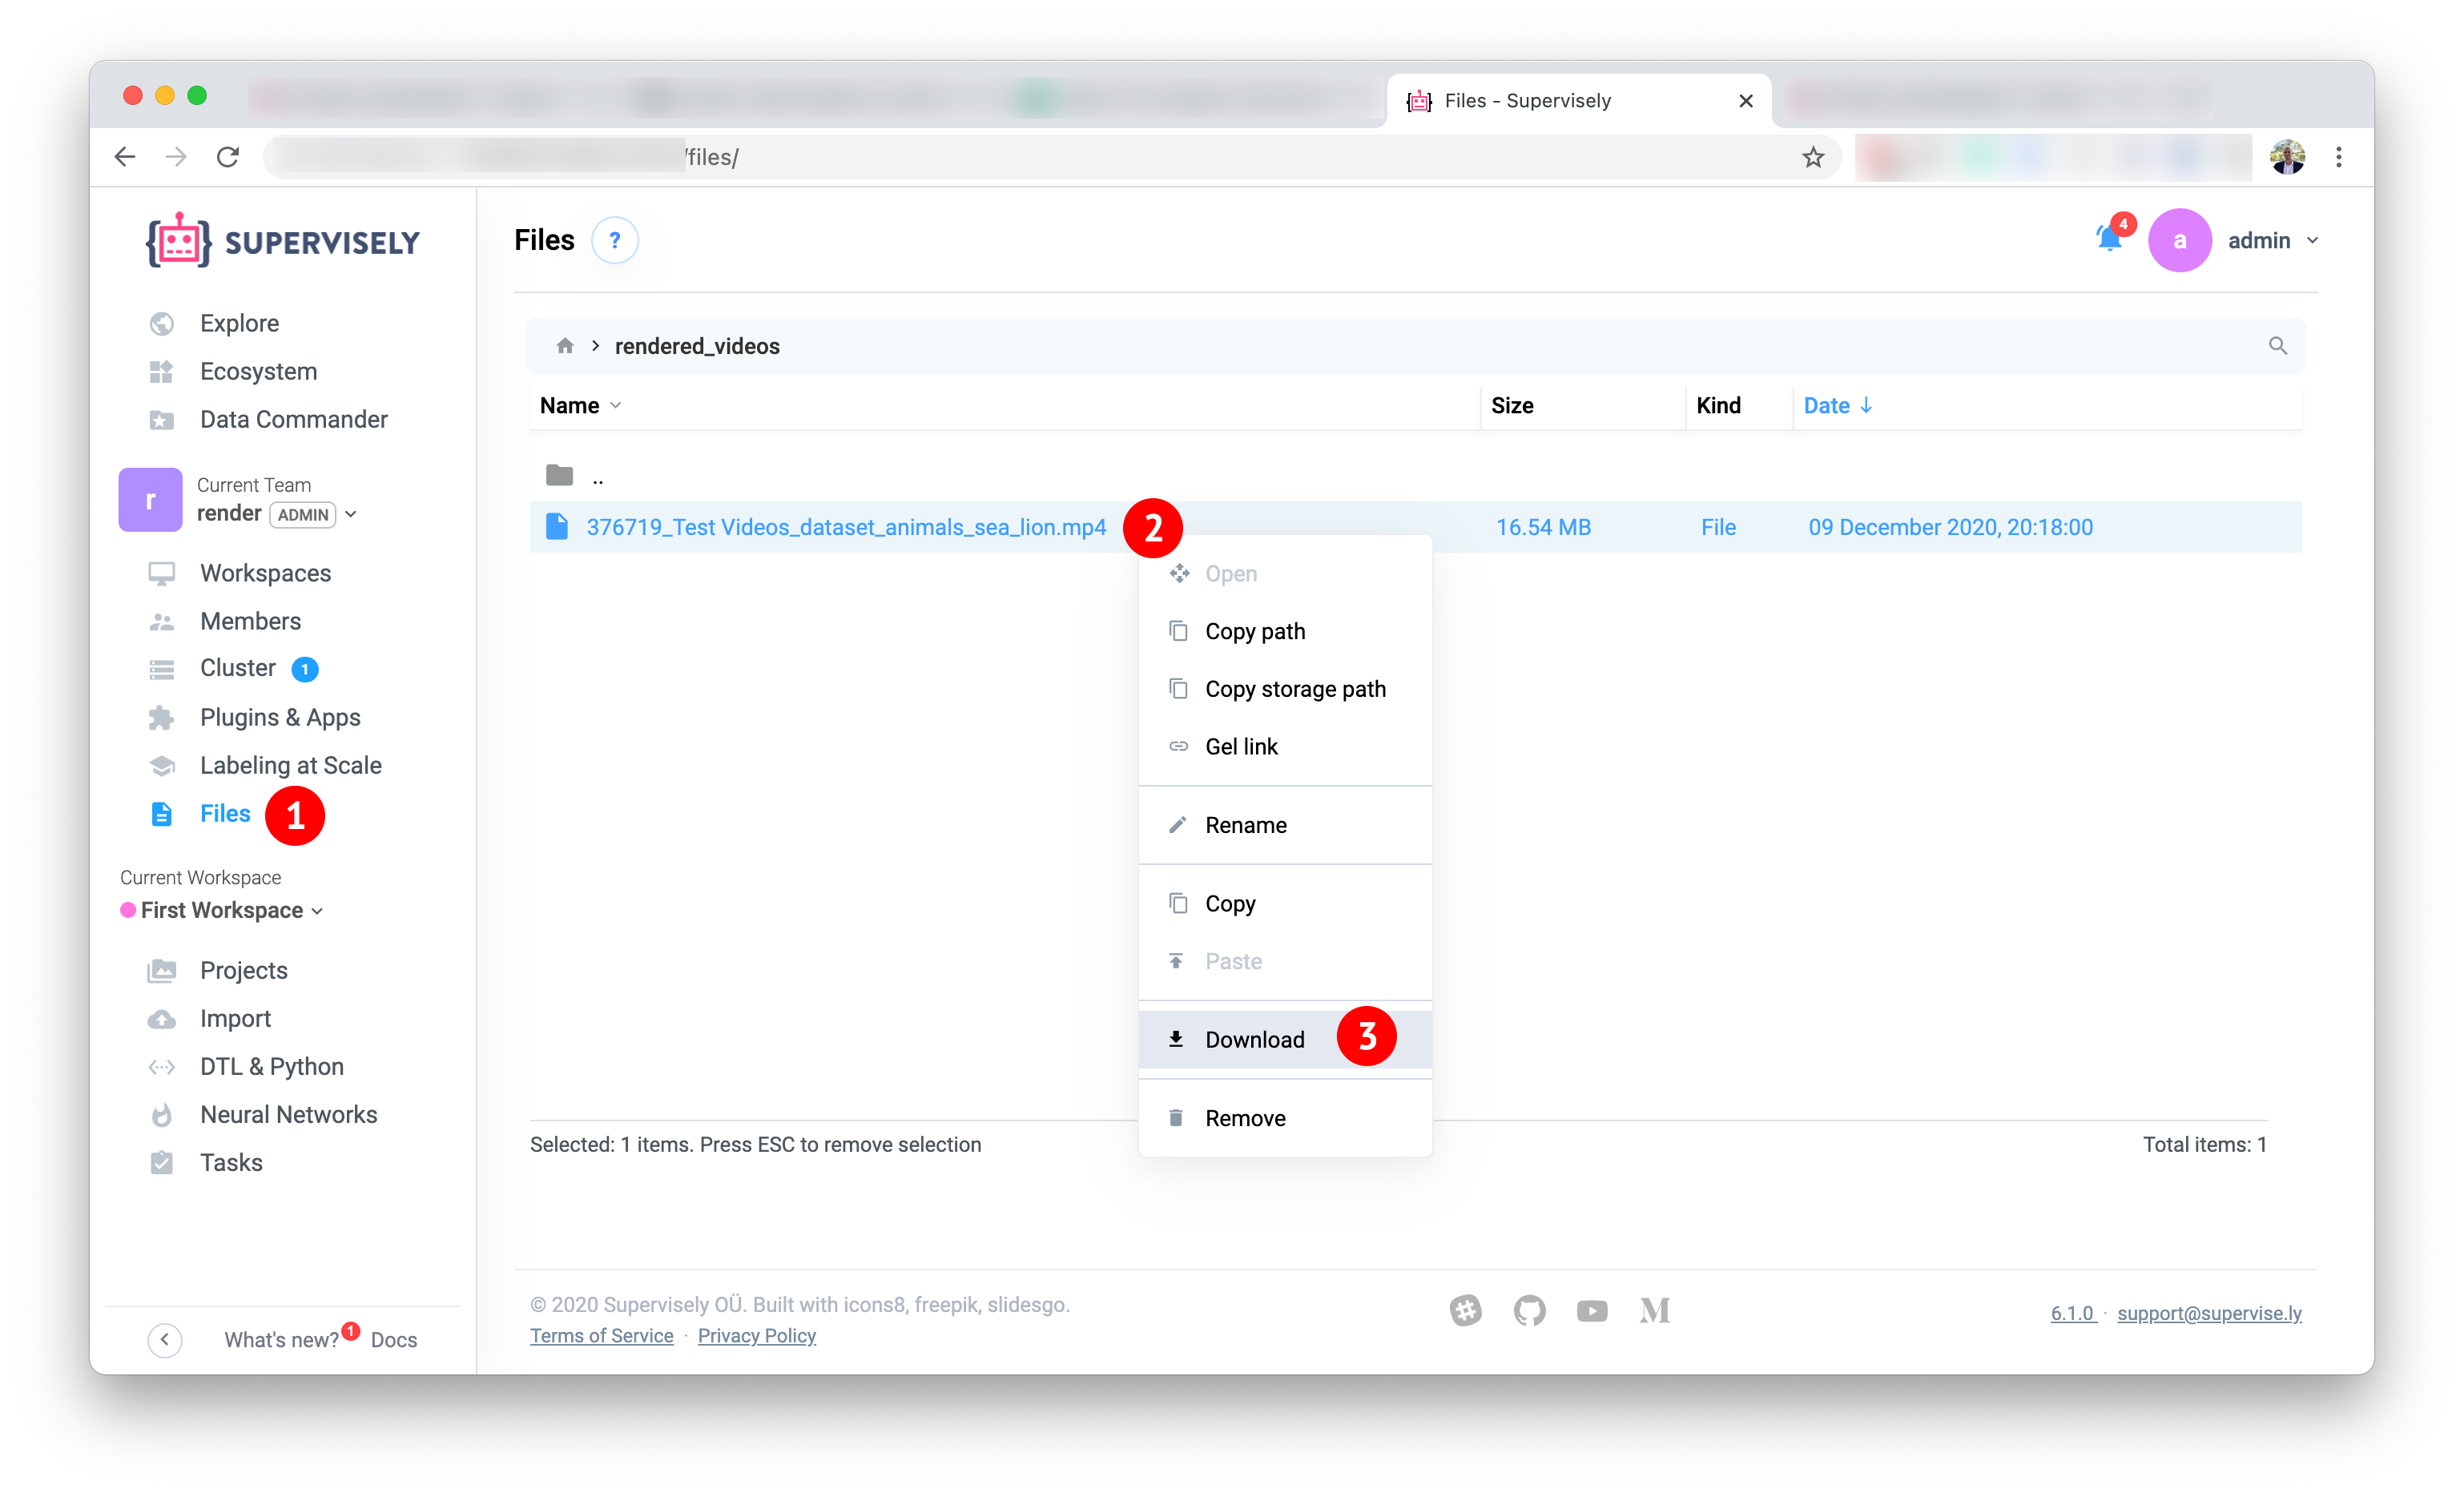 Files - Supervisely
/files/
SUPERVISELY
Files
?
4
a
admin
Explore
Ecosystem
Data Commander
r
Current Team
render ADMIN
Workspaces
Members
Cluster 1
Plugins & Apps
Labeling at Scale
Files 1
Current Workspace
First Workspace
Projects
Import
DTL & Python
Neural Networks
Tasks
What's new? 1 Docs
rendered_videos
Name Size Kind Date
..
376719_Test Videos_dataset_animals_sea_lion.mp4 2 16.54 MB File 09 December 2020, 20:18:00
Open
Copy path
Copy storage path
Gel link
Rename
Copy
Paste
Download 3
Remove
Selected: 1 items. Press ESC to remove selection
Total items: 1
© 2020 Supervisely OÜ. Built with icons8, freepik, slidesgo.
Terms of Service · Privacy Policy
M
6.1.0 · support@supervise.ly